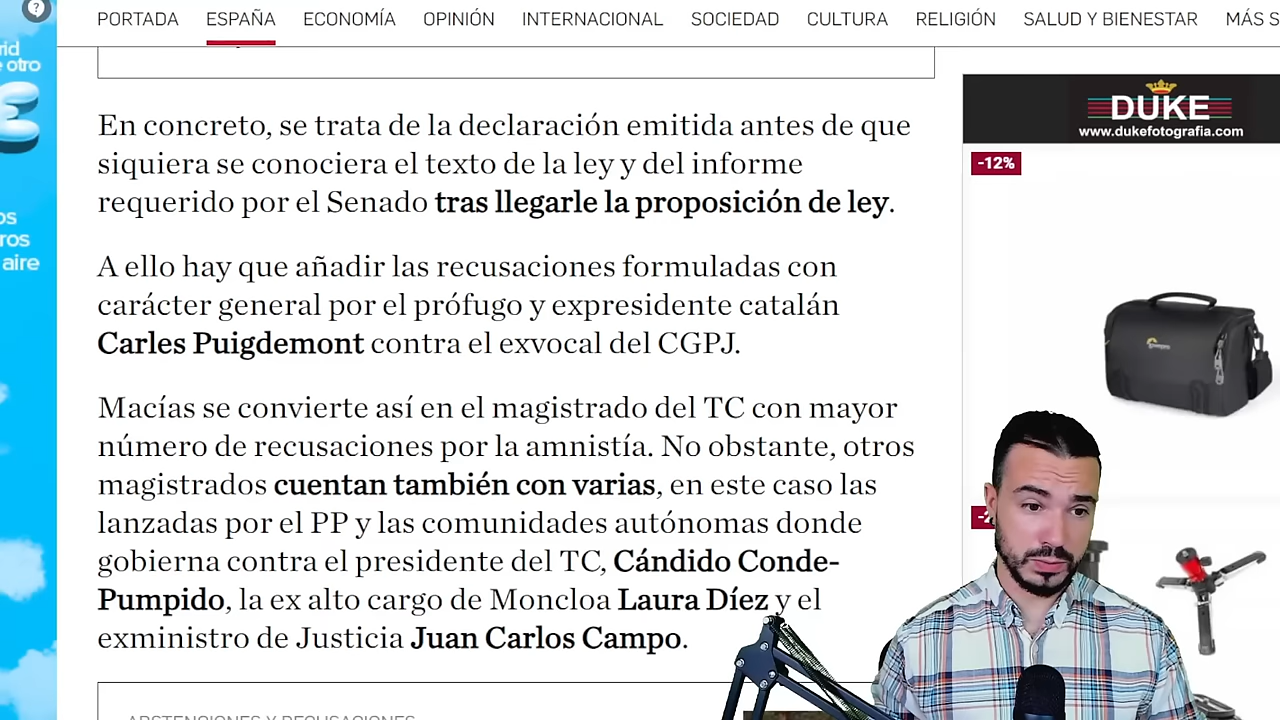 PORTADA ESPAÑA ECONOMÍA OPINIÓN INTERNACIONAL SOCIEDAD CULTURA RELIGIÓN SALUD Y BIENESTAR MÁS S
?
rid
e otro
€
os
ros
aire
En concreto, se trata de la declaración emitida antes de que
siquiera se conociera el texto de la ley y del informe
requerido por el Senado tras llegarle la proposición de ley.
A ello hay que añadir las recusaciones formuladas con
carácter general por el prófugo y expresidente catalán
Carles Puigdemont contra el exvocal del CGPJ.
Macías se convierte así en el magistrado del TC con mayor
número de recusaciones por la amnistía. No obstante, otros
magistrados cuentan también con varias, en este caso las
lanzadas por el PP y las comunidades autónomas donde
gobierna contra el presidente del TC, Cándido Conde-
Pumpido, la ex alto cargo de Moncloa Laura Díez y el
exministro de Justicia Juan Carlos Campo.
ABSTENCIONES Y RECUSACIONES
DUKE
www.dukefotografia.com
-12%
Lowepro